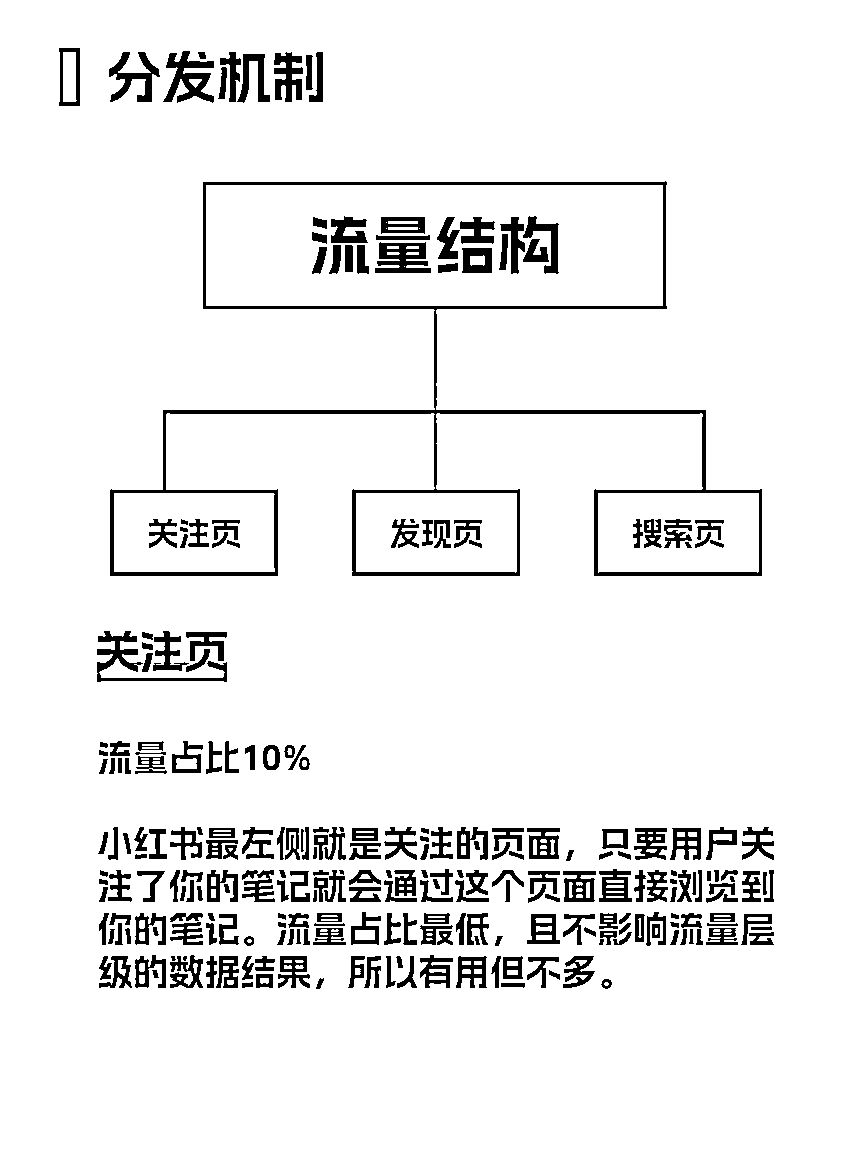 分发机制
流量结构
关注页
发现页
搜索页
关注页
流量占比10%
小红书最左侧就是关注的页面，只要用户关
注了你的笔记就会通过这个页面直接浏览到
你的笔记。流量占比最低，且不影响流量层
级的数据结果，所以有用但不多。